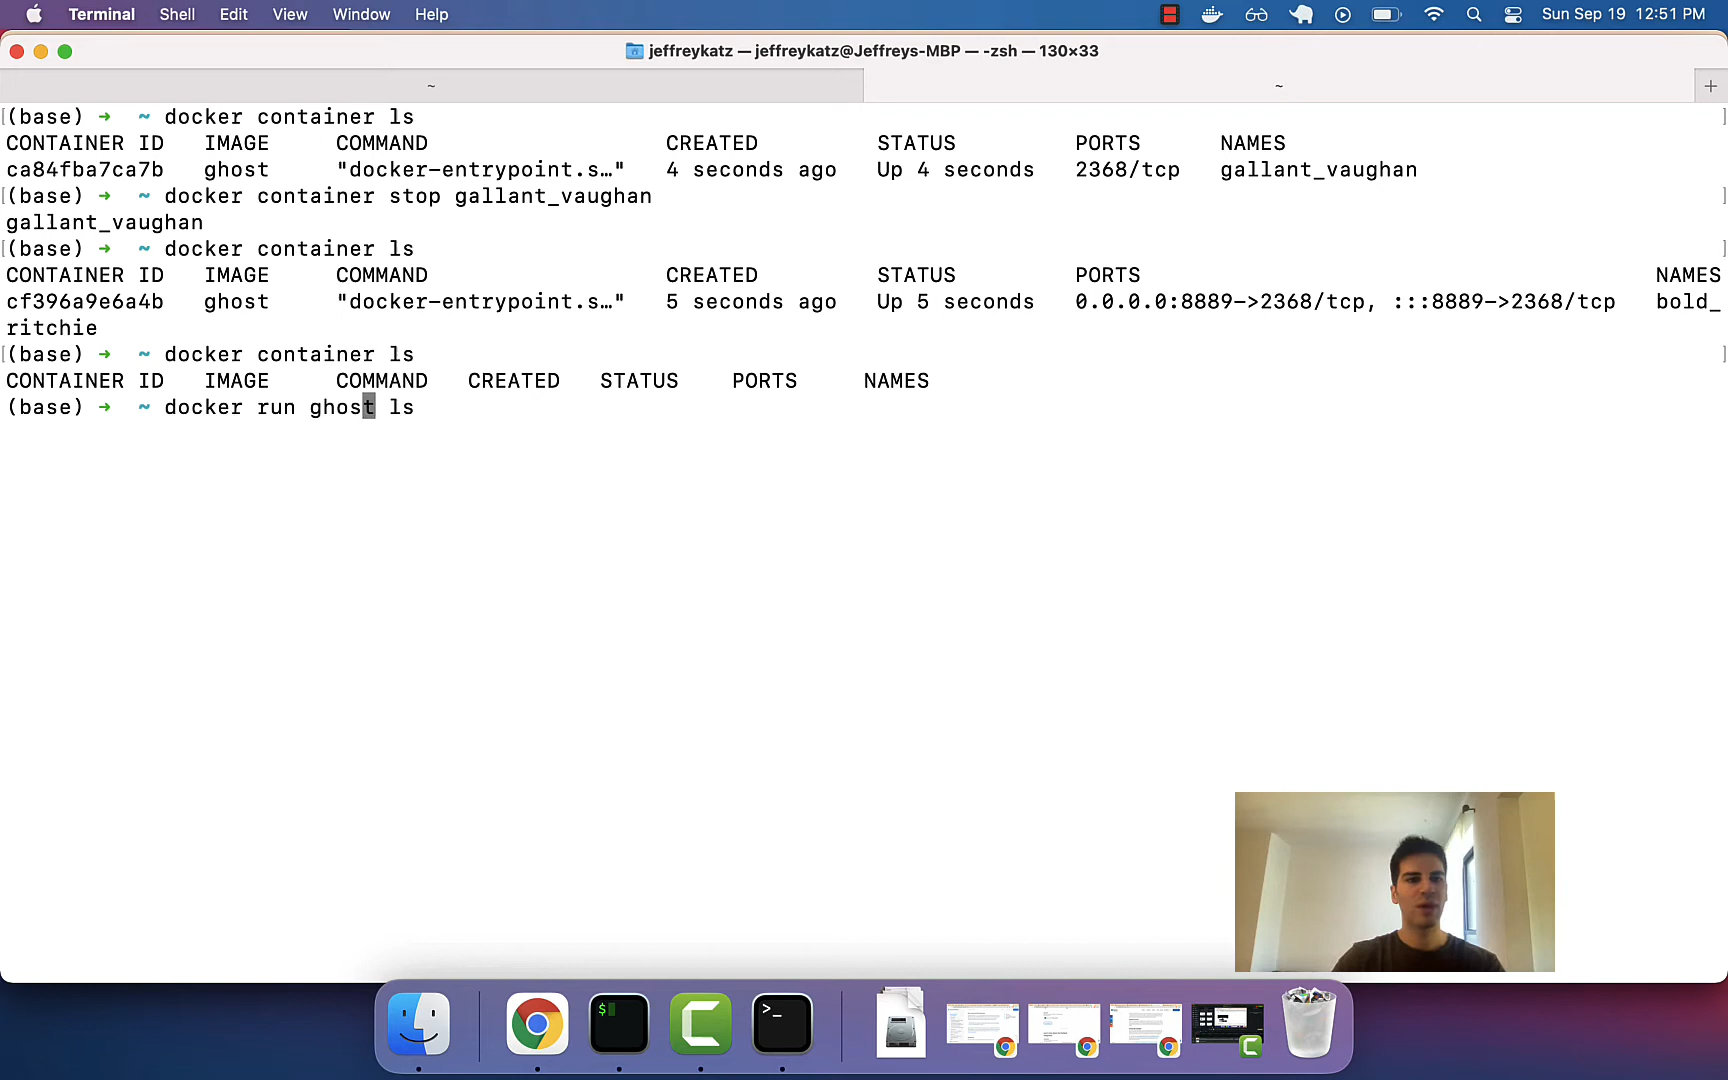 Terminal Shell Edit View Window Help Sun Sep 19 12:51 PM
jeffreykatz — jeffreykatz@Jeffreys-MBP — -zsh — 130×33
~ ~ +
(base) ➜ ~ docker container ls
CONTAINER ID IMAGE COMMAND CREATED STATUS PORTS NAMES
ca84fba7ca7b ghost "docker-entrypoint.s…" 4 seconds ago Up 4 seconds 2368/tcp gallant_vaughan
(base) ➜ ~ docker container stop gallant_vaughan
gallant_vaughan
(base) ➜ ~ docker container ls
CONTAINER ID IMAGE COMMAND CREATED STATUS PORTS NAMES
cf396a9e6a4b ghost "docker-entrypoint.s…" 5 seconds ago Up 5 seconds 0.0.0.0:8889->2368/tcp, :::8889->2368/tcp bold_
ritchie
(base) ➜ ~ docker container ls
CONTAINER ID IMAGE COMMAND CREATED STATUS PORTS NAMES
(base) ➜ ~ docker run ghost ls
$ >_